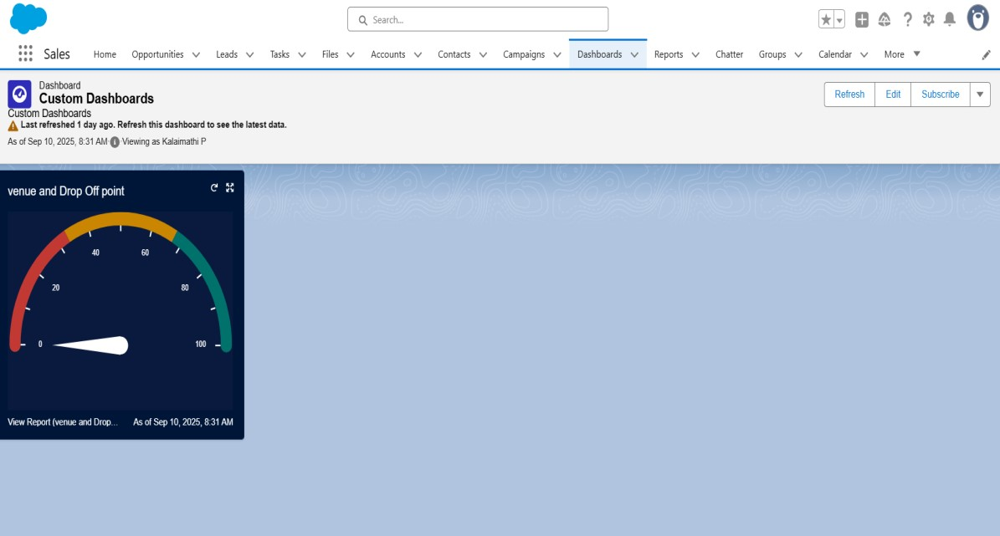 Search...
Sales Home Opportunities Leads Tasks Files Accounts Contacts Campaigns Dashboards Reports Chatter Groups Calendar More
Dashboard
Custom Dashboards
Refresh Edit Subscribe
Custom Dashboards
Last refreshed 1 day ago. Refresh this dashboard to see the latest data.
As of Sep 10, 2025, 8:31 AM Viewing as Kalaimathi P
venue and Drop Off point
40 60
20 80
0 100
View Report (venue and Drop... As of Sep 10, 2025, 8:31 AM